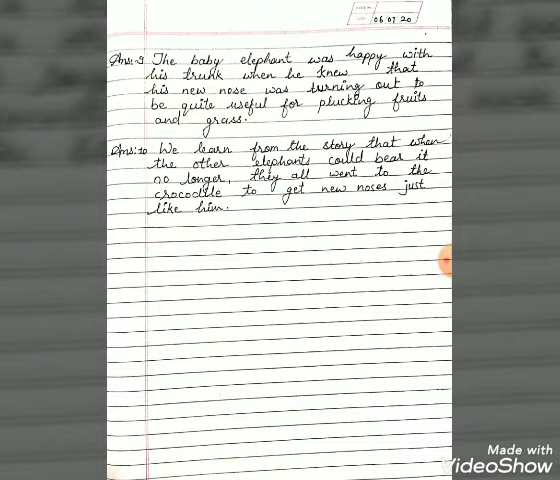 06 07 20
Ans:-9 The baby elephant was happy with
his trunk when he knew that
his new nose was turning out to
be quite useful for plucking fruits
and grass.
Ans:-10 We learn from the story that when
the other elephants could bear it
no longer, they all went to the
crocodile to get new noses just
like him.
Made with
VideoShow